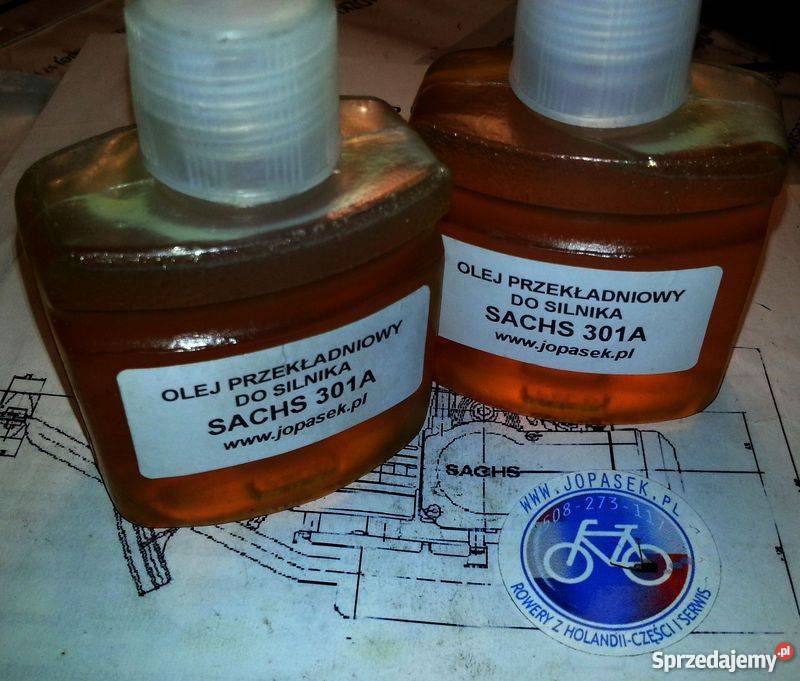 OLEJ PRZEKŁADNIOWY
DO SILNIKA
SACHS 301A
www.jopasek.pl
OLEJ PRZEKŁADNIOWY
DO SILNIKA
SACHS 301A
www.jopasek.pl
SACHS
WWW.JOPASEK.PL
ROWERY Z HOLANDII-CZĘŚCI I SERWIS
Sprzedajemy.pl